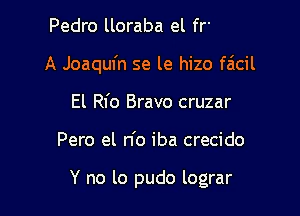 Pedro lloraba el fr
A Joaquín se le hizo fácil
El Río Bravo cruzar
Pero el río iba crecido
Y no lo pudo lograr